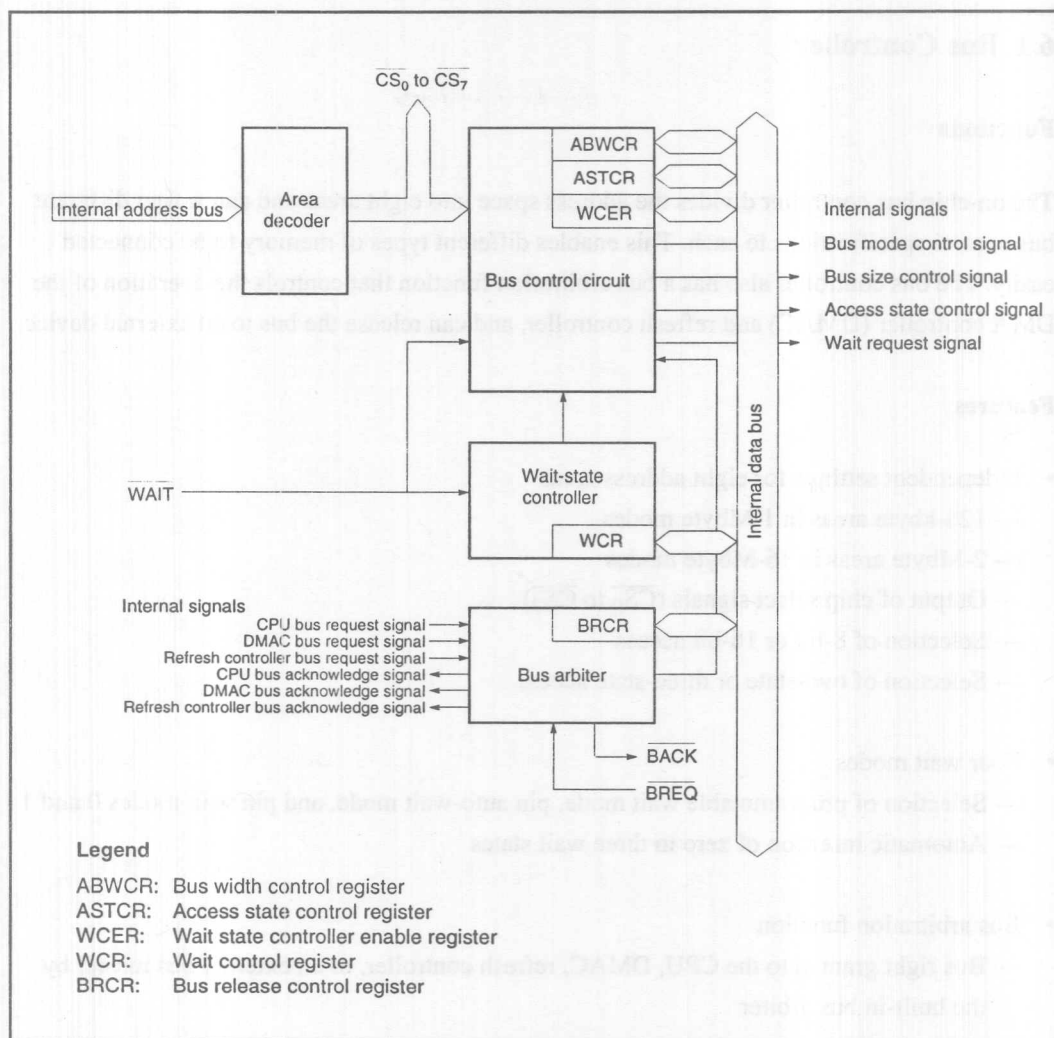 CS0 to CS7
Internal address bus
Area decoder
ABWCR
ASTCR
WCER
Bus control circuit
Internal signals
Bus mode control signal
Bus size control signal
Access state control signal
Wait request signal
Internal data bus
WAIT
Wait-state controller
WCR
Internal signals
CPU bus request signal
DMAC bus request signal
Refresh controller bus request signal
CPU bus acknowledge signal
DMAC bus acknowledge signal
Refresh controller bus acknowledge signal
BRCR
Bus arbiter
BACK
BREQ
Legend
ABWCR: Bus width control register
ASTCR: Access state control register
WCER: Wait state controller enable register
WCR: Wait control register
BRCR: Bus release control register